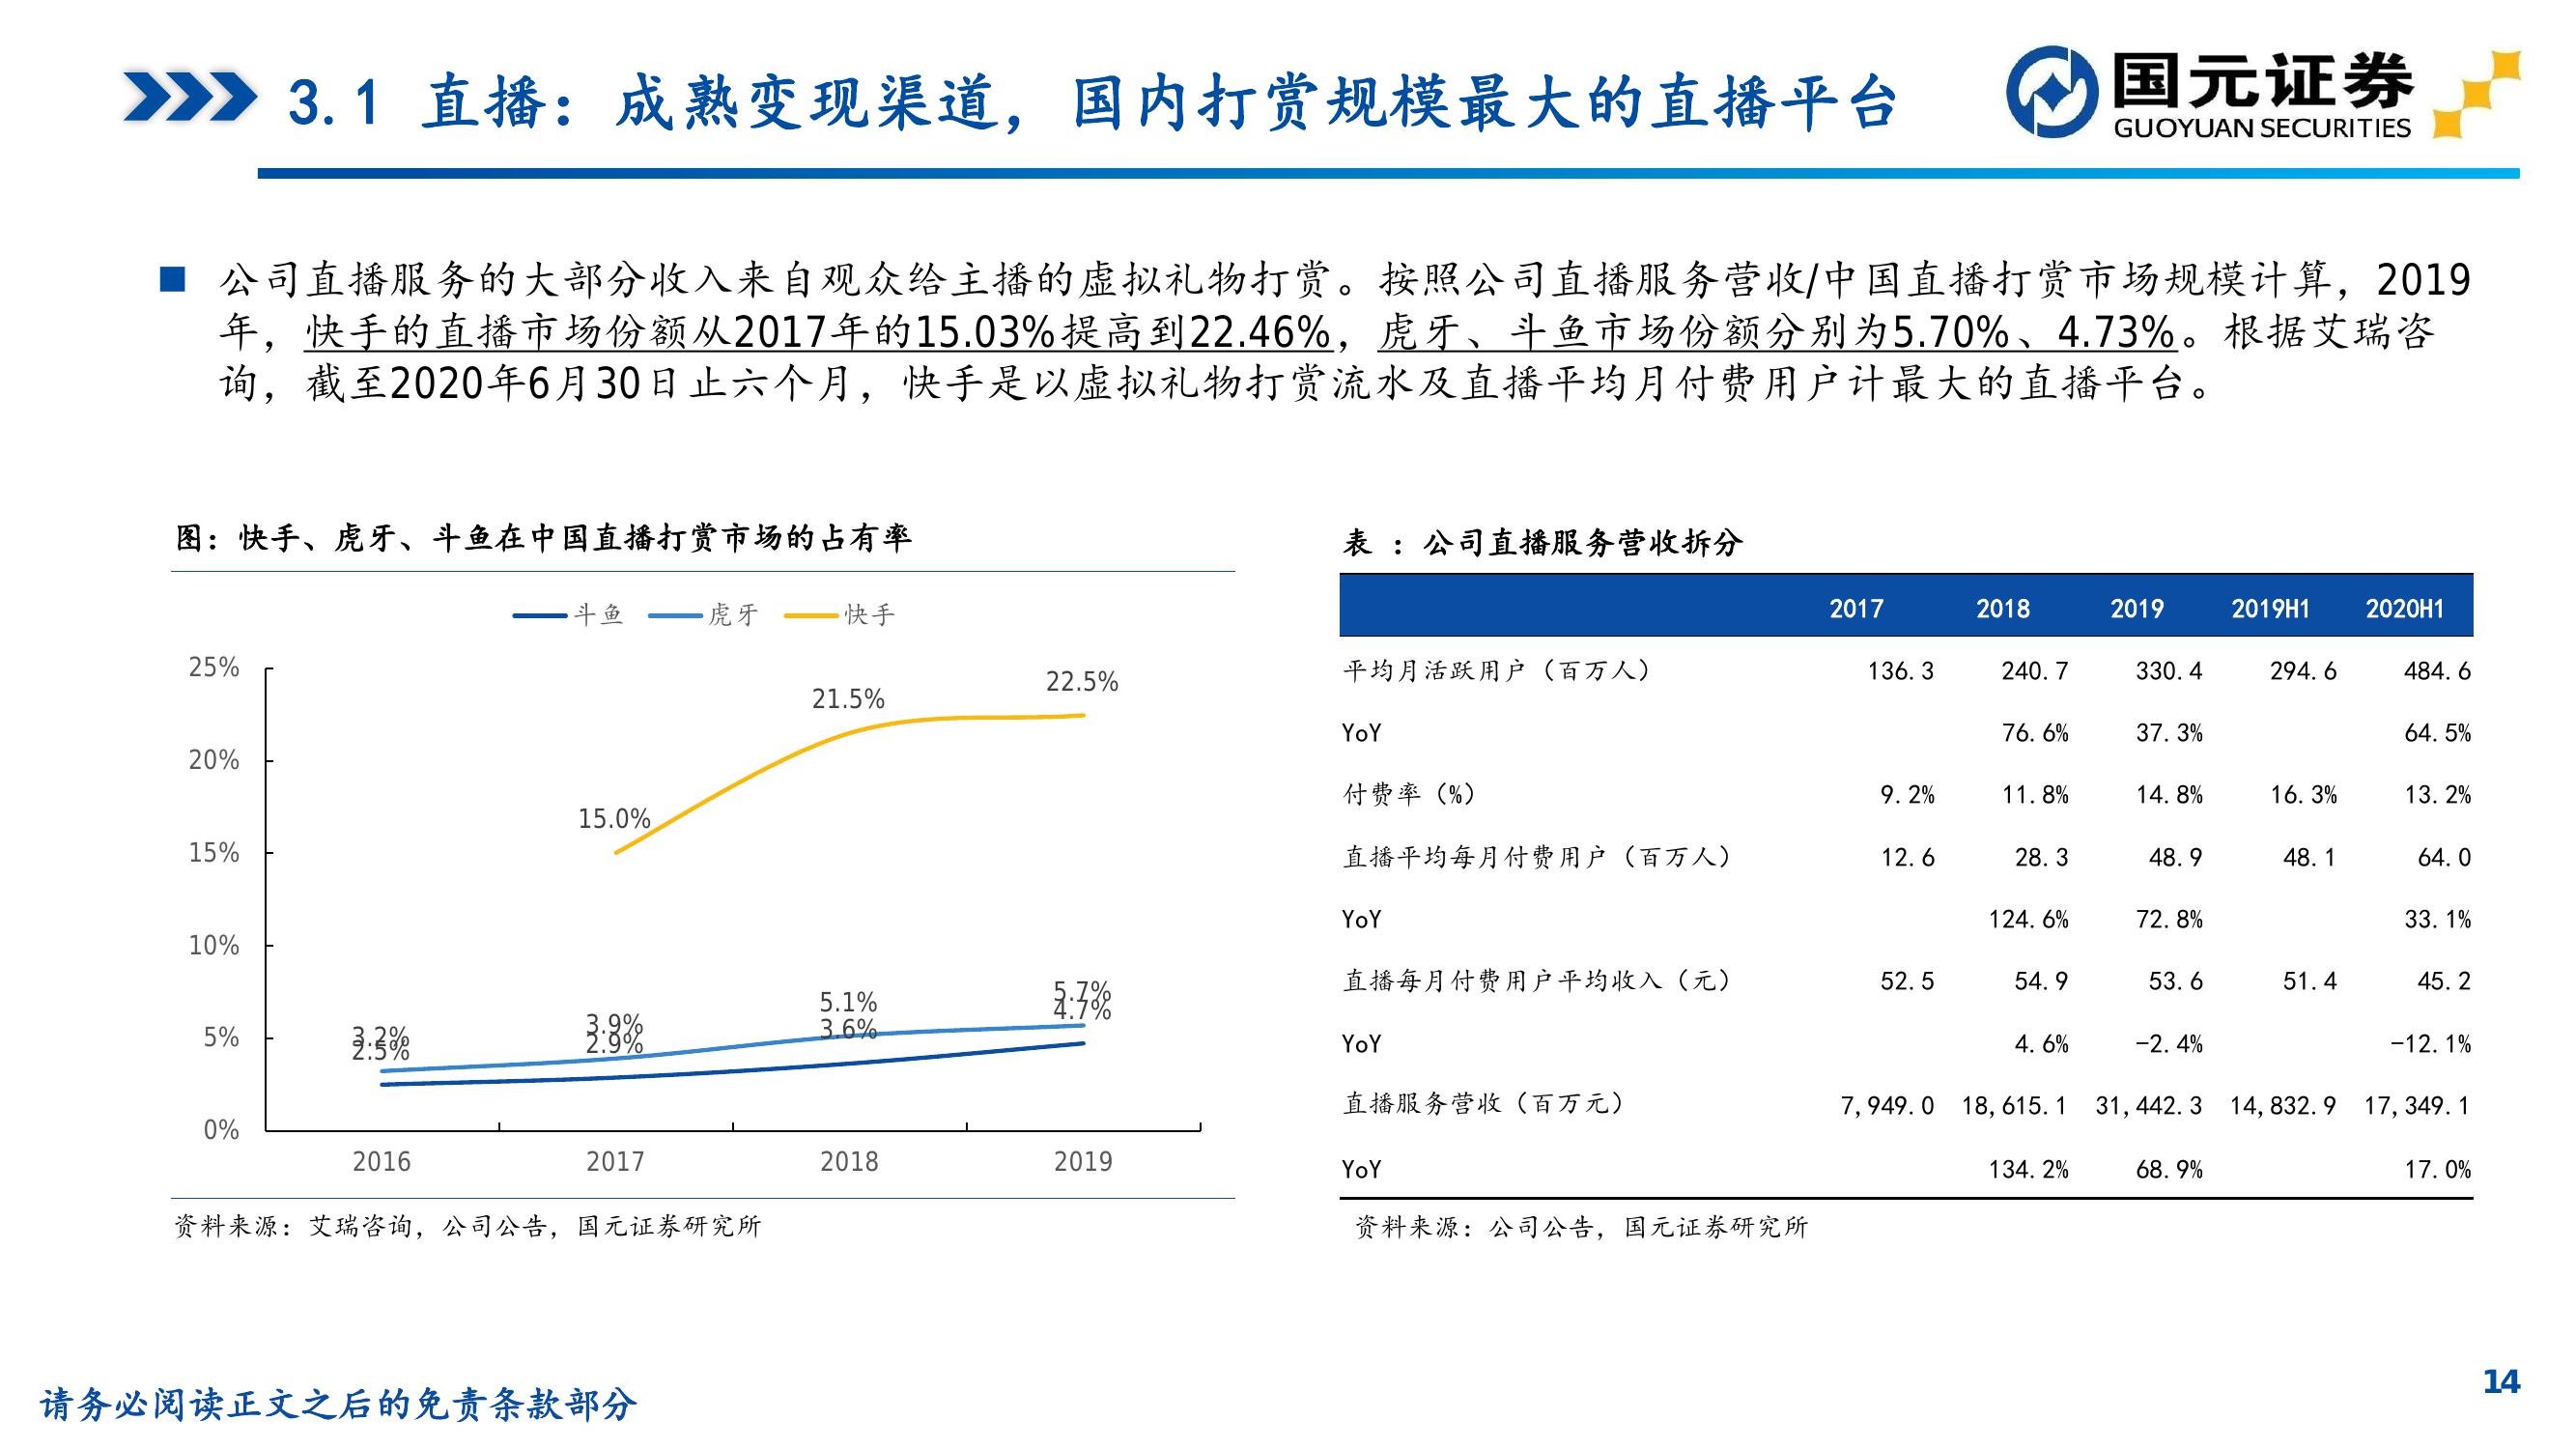 3.1 直播：成熟变现渠道，国内打赏规模最大的直播平台
国元证券
GUOYUAN SECURITIES
■ 公司直播服务的大部分收入来自观众给主播的虚拟礼物打赏。按照公司直播服务营收/中国直播打赏市场规模计算，2019
年，快手的直播市场份额从2017年的15.03%提高到22.46%，虎牙、斗鱼市场份额分别为5.70%、4.73%。根据艾瑞咨
询，截至2020年6月30日止六个月，快手是以虚拟礼物打赏流水及直播平均月付费用户计最大的直播平台。
图：快手、虎牙、斗鱼在中国直播打赏市场的占有率
斗鱼 虎牙 快手
25%
20%
15%
10%
5%
0%
15.0% 21.5% 22.5%
3.2% 3.9% 5.1% 5.7%
2.5% 2.9% 3.6% 4.7%
2016 2017 2018 2019
资料来源：艾瑞咨询，公司公告，国元证券研究所
表 ：公司直播服务营收拆分
2017 2018 2019 2019H1 2020H1
平均月活跃用户（百万人） 136.3 240.7 330.4 294.6 484.6
YoY 76.6% 37.3% 64.5%
付费率（%） 9.2% 11.8% 14.8% 16.3% 13.2%
直播平均每月付费用户（百万人） 12.6 28.3 48.9 48.1 64.0
YoY 124.6% 72.8% 33.1%
直播每月付费用户平均收入（元） 52.5 54.9 53.6 51.4 45.2
YoY 4.6% -2.4% -12.1%
直播服务营收（百万元） 7,949.0 18,615.1 31,442.3 14,832.9 17,349.1
YoY 134.2% 68.9% 17.0%
资料来源：公司公告，国元证券研究所
请务必阅读正文之后的免责条款部分
14